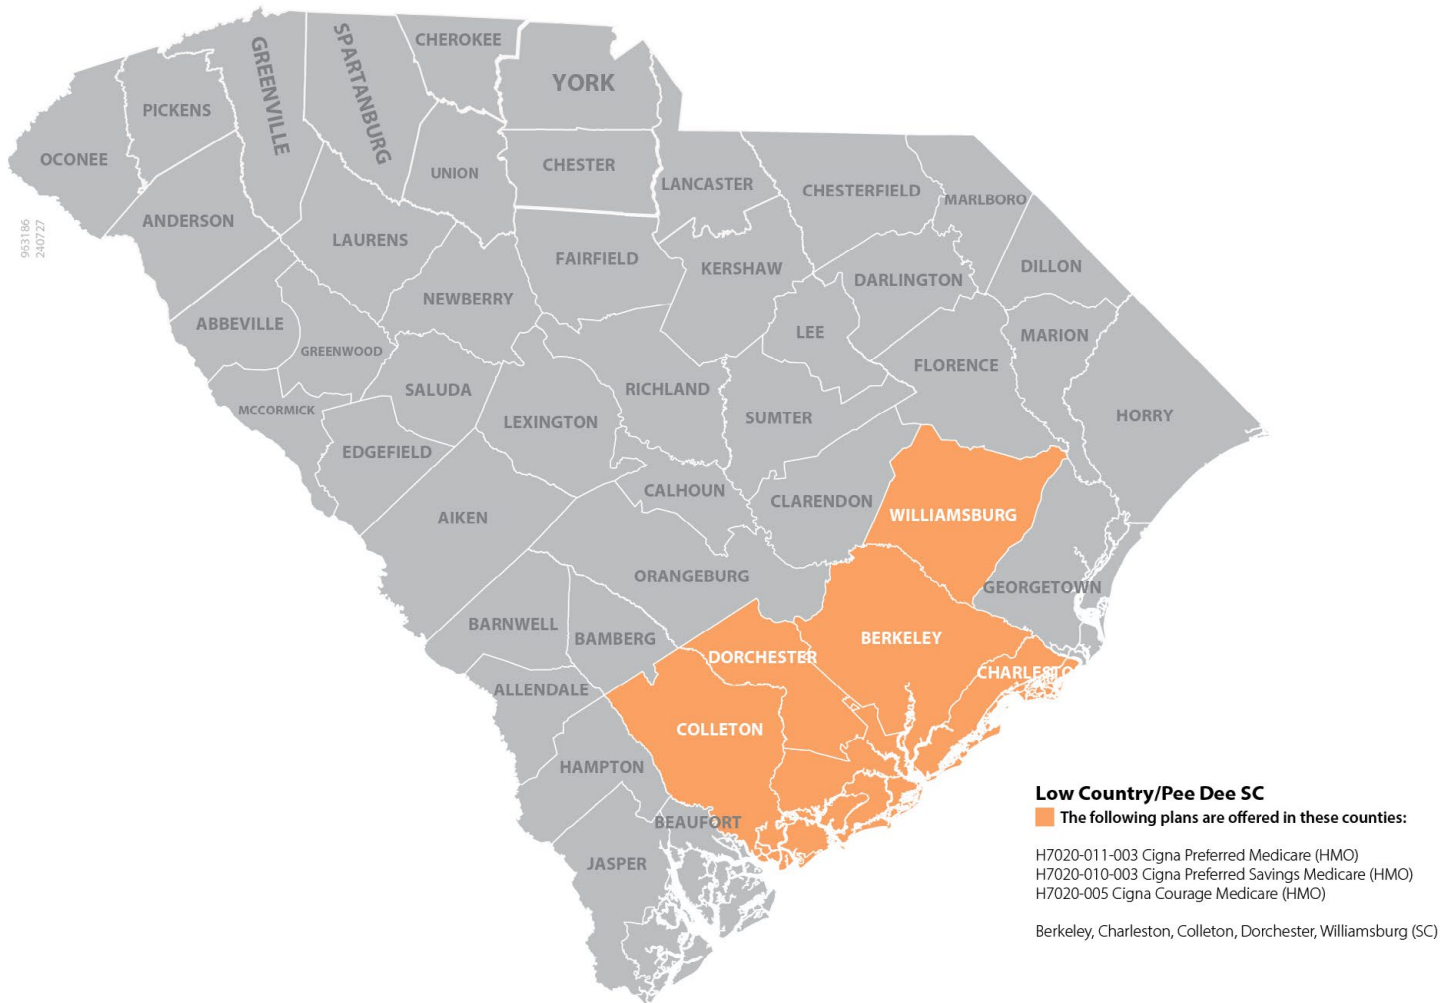 CHEROKEE
SPARTANBURG
GREENVILLE
YORK
PICKENS
OCONEE
CHESTER
UNION
LANCASTER
CHESTERFIELD
MARLBORO
ANDERSON
963186
240727
LAURENS
FAIRFIELD
KERSHAW
DARLINGTON
DILLON
NEWBERRY
ABBEVILLE
GREENWOOD
LEE
MARION
FLORENCE
SALUDA
RICHLAND
MCCORMICK
LEXINGTON
SUMTER
HORRY
EDGEFIELD
CALHOUN
CLARENDON
AIKEN
WILLIAMSBURG
ORANGEBURG
GEORGETOWN
BARNWELL
BAMBERG
BERKELEY
DORCHESTER
CHARLESTO
ALLENDALE
COLLETON
HAMPTON
BEAUFORT
JASPER
Low Country/Pee Dee SC
The following plans are offered in these counties:
H7020-011-003 Cigna Preferred Medicare (HMO)
H7020-010-003 Cigna Preferred Savings Medicare (HMO)
H7020-005 Cigna Courage Medicare (HMO)
Berkeley, Charleston, Colleton, Dorchester, Williamsburg (SC)